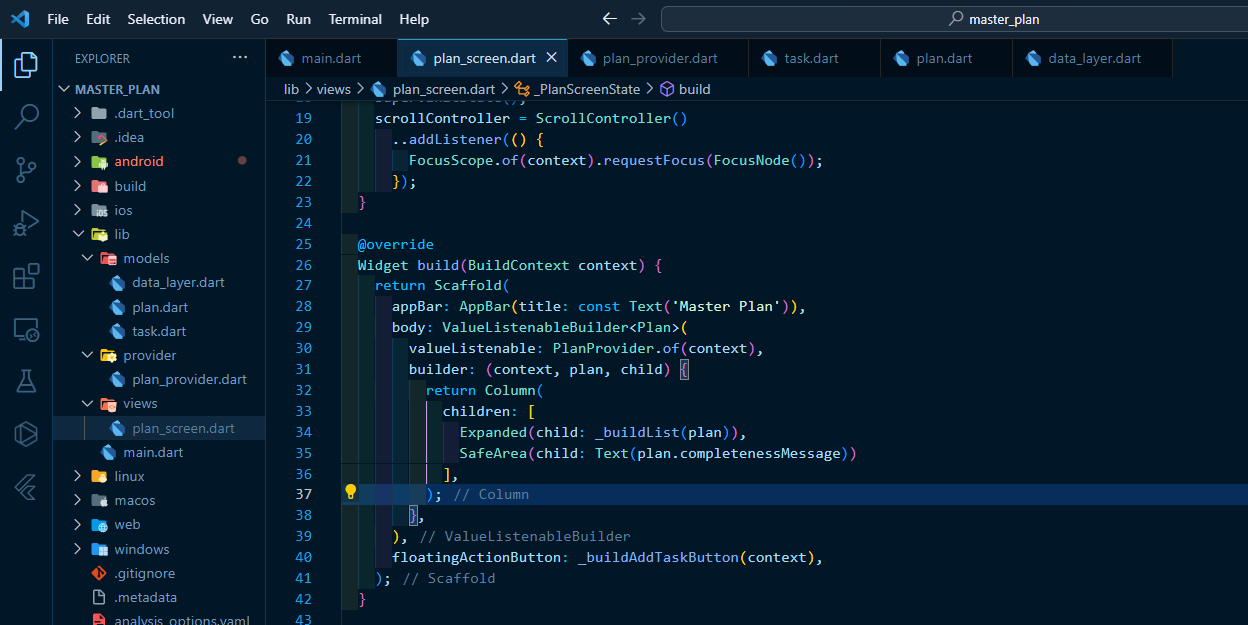 File Edit Selection View Go Run Terminal Help
master_plan
EXPLORER
main.dart
plan_screen.dart
plan_provider.dart
task.dart
plan.dart
data_layer.dart
lib > views > plan_screen.dart > _PlanScreenState > build
MASTER_PLAN
.dart_tool
.idea
android
build
ios
lib
models
data_layer.dart
plan.dart
task.dart
provider
plan_provider.dart
views
plan_screen.dart
main.dart
linux
macos
web
windows
.gitignore
.metadata
analysis_options.yaml
19 scrollController = ScrollController()
20 ..addListener(() {
21 FocusScope.of(context).requestFocus(FocusNode());
22 });
23 }
24
25 @override
26 Widget build(BuildContext context) {
27 return Scaffold(
28 appBar: AppBar(title: const Text('Master Plan')),
29 body: ValueListenableBuilder<Plan>(
30 valueListenable: PlanProvider.of(context),
31 builder: (context, plan, child) {
32 return Column(
33 children: [
34 Expanded(child: _buildList(plan)),
35 SafeArea(child: Text(plan.completenessMessage))
36 ],
37 ); // Column
38 },
39 ), // ValueListenableBuilder
40 floatingActionButton: _buildAddTaskButton(context),
41 ); // Scaffold
42 }
43